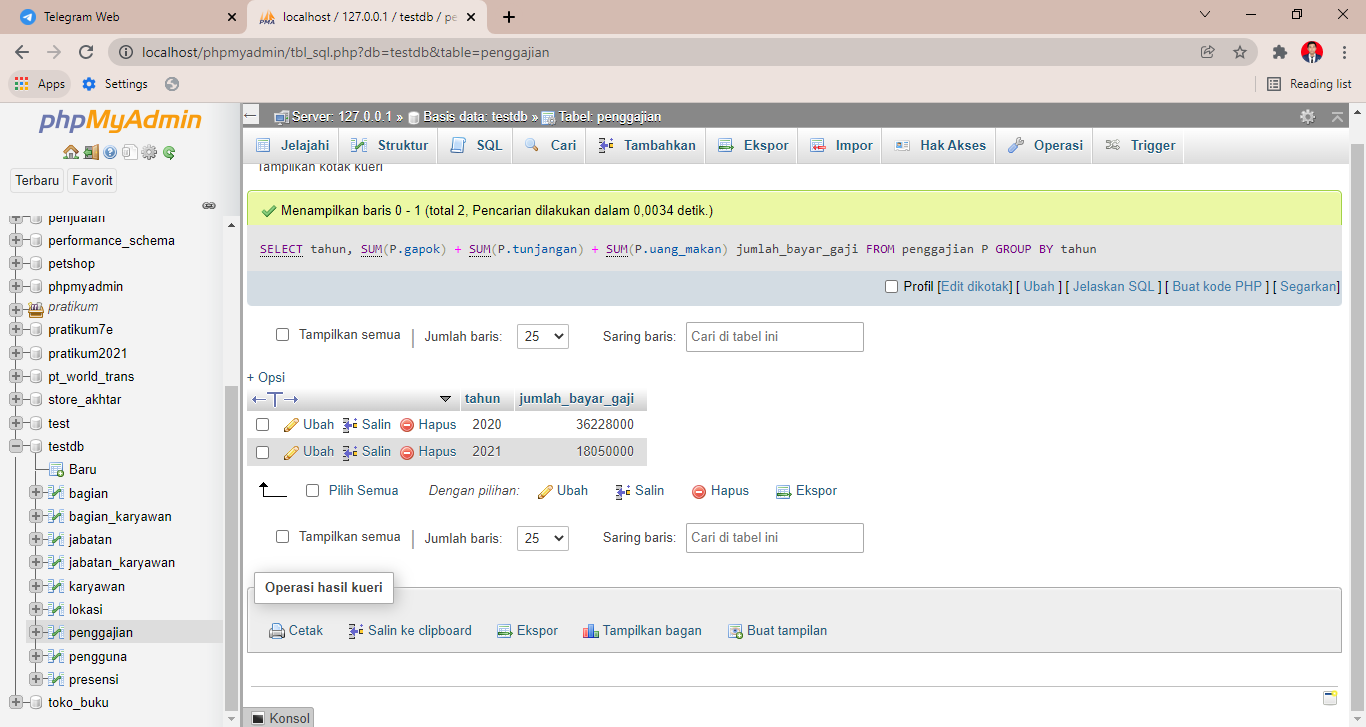 Telegram Web
localhost / 127.0.0.1 / testdb / pe
localhost/phpmyadmin/tbl_sql.php?db=testdb&table=penggajian
Apps Settings Reading list
phpMyAdmin
Terbaru Favorit
penjualan
performance_schema
petshop
phpmyadmin
pratikum
pratikum7e
pratikum2021
pt_world_trans
store_akhtar
test
testdb
Baru
bagian
bagian_karyawan
jabatan
jabatan_karyawan
karyawan
lokasi
penggajian
pengguna
presensi
toko_buku
Server: 127.0.0.1 » Basis data: testdb » Tabel: penggajian
Jelajahi Struktur SQL Cari Tambahkan Ekspor Impor Hak Akses Operasi Trigger
Tampilkan kotak kueri
Menampilkan baris 0 - 1 (total 2, Pencarian dilakukan dalam 0,0034 detik.)
SELECT tahun, SUM(P.gapok) + SUM(P.tunjangan) + SUM(P.uang_makan) jumlah_bayar_gaji FROM penggajian P GROUP BY tahun
Profil [Edit dikotak] [ Ubah ] [ Jelaskan SQL ] [ Buat kode PHP ] [ Segarkan]
Tampilkan semua | Jumlah baris: 25 Saring baris: Cari di tabel ini
+ Opsi
←T→ tahun jumlah_bayar_gaji
Ubah Salin Hapus 2020 36228000
Ubah Salin Hapus 2021 18050000
Pilih Semua Dengan pilihan: Ubah Salin Hapus Ekspor
Tampilkan semua | Jumlah baris: 25 Saring baris: Cari di tabel ini
Operasi hasil kueri
Cetak Salin ke clipboard Ekspor Tampilkan bagan Buat tampilan
Konsol